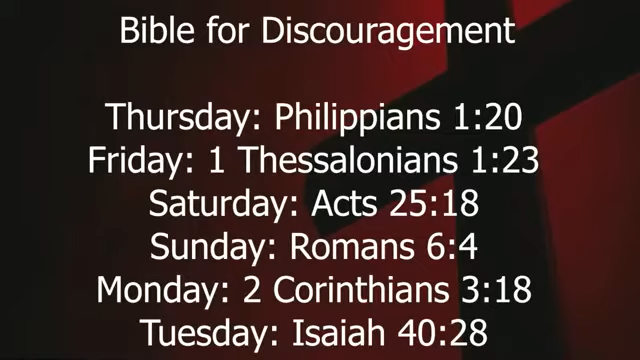 Bible for Discouragement
Thursday: Philippians 1:20
Friday: 1 Thessalonians 1:23
Saturday: Acts 25:18
Sunday: Romans 6:4
Monday: 2 Corinthians 3:18
Tuesday: Isaiah 40:28